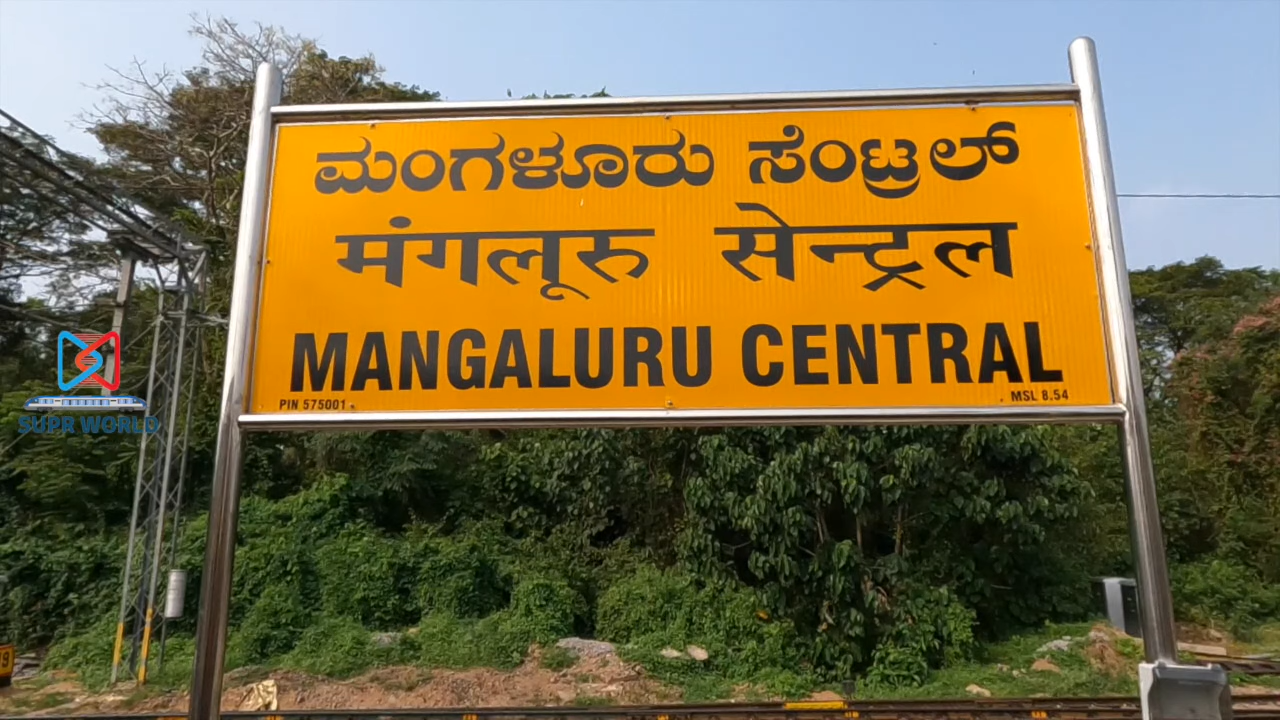 ಮಂಗಳೂರು ಸೆಂಟ್ರಲ್
मंगलूरु सेन्ट्रल
MANGALURU CENTRAL
PIN 575001
MSL 8.54
SUPR WORLD